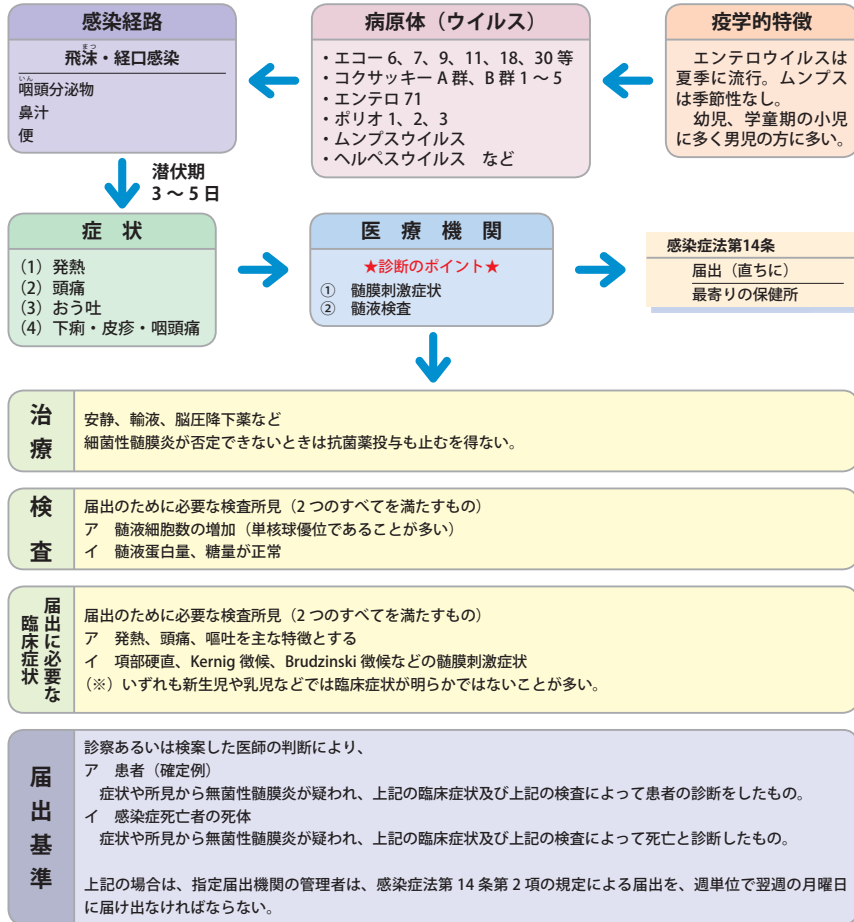 感染経路
飛沫・経口感染
まつ
咽頭分泌物
いん
鼻汁
便
病原体（ウイルス）
・エコー 6、7、9、11、18、30 等
・コクサッキー A 群、B 群 1 ～ 5
・エンテロ 71
・ポリオ 1、2、3
・ムンプスウイルス
・ヘルペスウイルス　など
疫学的特徴
エンテロウイルスは
夏季に流行。ムンプス
は季節性なし。
幼児、学童期の小児
に多く男児の方に多い。
潜伏期
3 ～ 5 日
症　状
(1) 発熱
(2) 頭痛
(3) おう吐
(4) 下痢・皮疹・咽頭痛
医　療　機　関
★診断のポイント★
①　髄膜刺激症状
②　髄液検査
感染症法第14条
届出（直ちに）
最寄りの保健所
治療
安静、輸液、脳圧降下薬など
細菌性髄膜炎が否定できないときは抗菌薬投与も止むを得ない。
検査
届出のために必要な検査所見（2 つのすべてを満たすもの）
ア　髄液細胞数の増加（単核球優位であることが多い）
イ　髄液蛋白量、糖量が正常
届出に必要な
臨床症状
届出のために必要な検査所見（2 つのすべてを満たすもの）
ア　発熱、頭痛、嘔吐を主な特徴とする
イ　項部硬直、Kernig 徴候、Brudzinski 徴候などの髄膜刺激症状
（※）いずれも新生児や乳児などでは臨床症状が明らかではないことが多い。
届出基準
診察あるいは検案した医師の判断により、
ア　患者（確定例）
症状や所見から無菌性髄膜炎が疑われ、上記の臨床症状及び上記の検査によって患者の診断をしたもの。
イ　感染症死亡者の死体
症状や所見から無菌性髄膜炎が疑われ、上記の臨床症状及び上記の検査によって死亡と診断したもの。
上記の場合は、指定届出機関の管理者は、感染症法第 14 条第 2 項の規定による届出を、週単位で翌週の月曜日
に届け出なければならない。